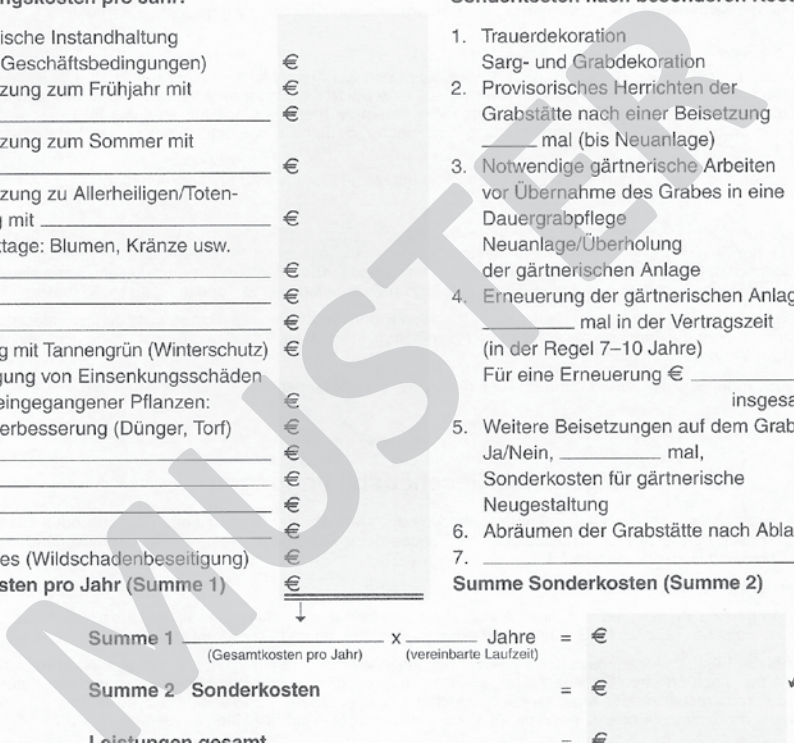 ische Instandhaltung
Geschäftsbedingungen) €
zung zum Frühjahr mit €
€
zung zum Sommer mit
€
zung zu Allerheiligen/Toten-
mit €
tage: Blumen, Kränze usw.
€
€
€
g mit Tannengrün (Winterschutz) €
gung von Einsenkungsschäden
eingegangener Pflanzen: €
erbesserung (Dünger, Torf) €
€
€
€
€
es (Wildschadenbeseitigung) €
sten pro Jahr (Summe 1) €
1. Trauerdekoration
Sarg- und Grabdekoration
2. Provisorisches Herrichten der
Grabstätte nach einer Beisetzung
mal (bis Neuanlage)
3. Notwendige gärtnerische Arbeiten
vor Übernahme des Grabes in eine
Dauergrabpflege
Neuanlage/Überholung
der gärtnerischen Anlage
4. Erneuerung der gärtnerischen Anlag
mal in der Vertragszeit
(in der Regel 7–10 Jahre)
Für eine Erneuerung €
insgesa
5. Weitere Beisetzungen auf dem Grab
Ja/Nein, mal,
Sonderkosten für gärtnerische
Neugestaltung
6. Abräumen der Grabstätte nach Abla
7.
Summe Sonderkosten (Summe 2)
Summe 1 x Jahre = €
(Gesamtkosten pro Jahr) (vereinbarte Laufzeit)
Summe 2 Sonderkosten = €
Leistungen gesamt = €
MUSTER